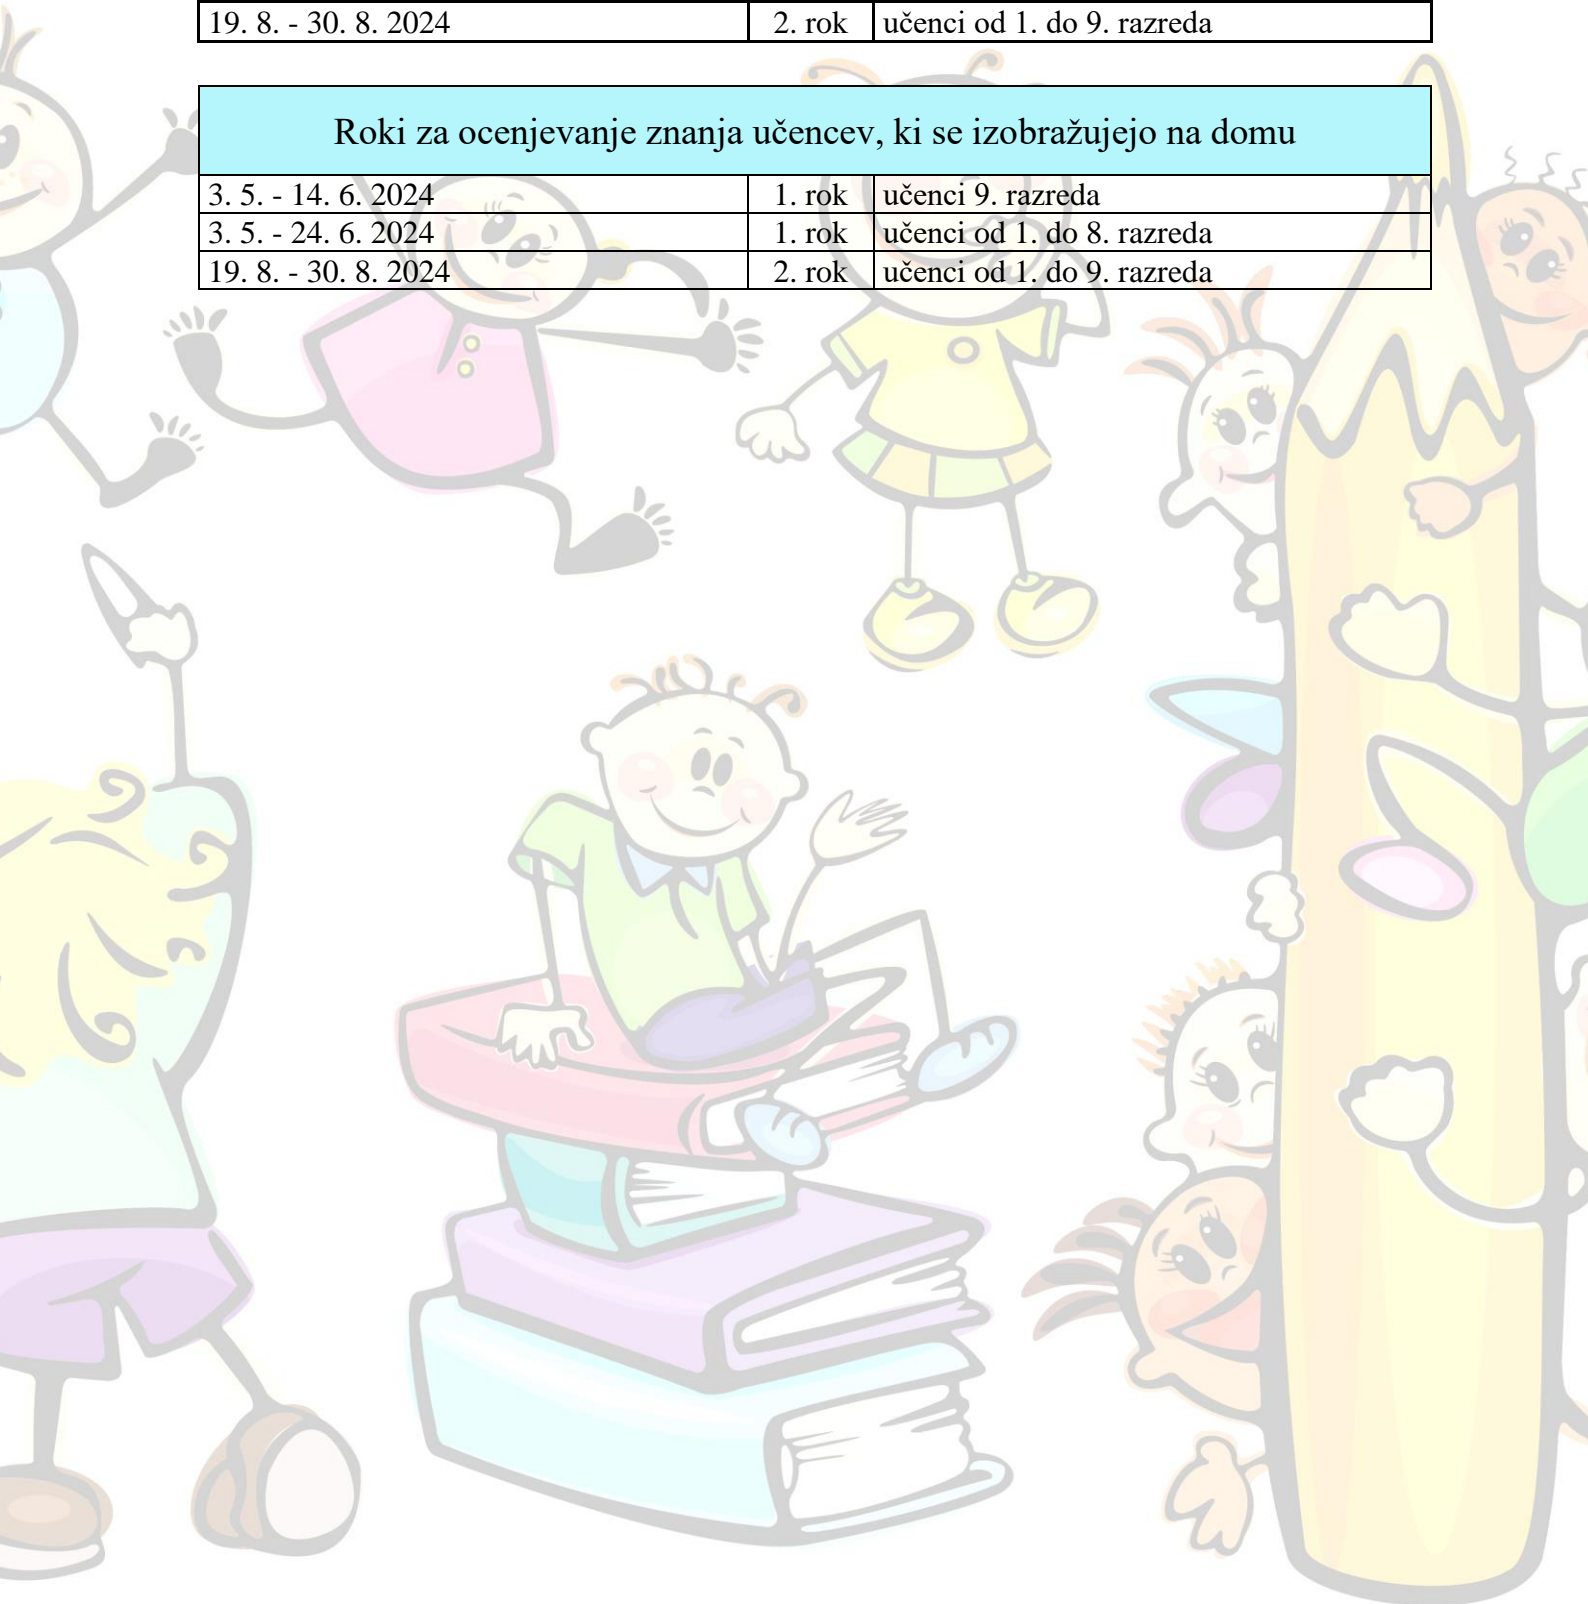 19. 8. - 30. 8. 2024 2. rok učenci od 1. do 9. razreda
Roki za ocenjevanje znanja učencev, ki se izobražujejo na domu
3. 5. - 14. 6. 2024 1. rok učenci 9. razreda
3. 5. - 24. 6. 2024 1. rok učenci od 1. do 8. razreda
19. 8. - 30. 8. 2024 2. rok učenci od 1. do 9. razreda